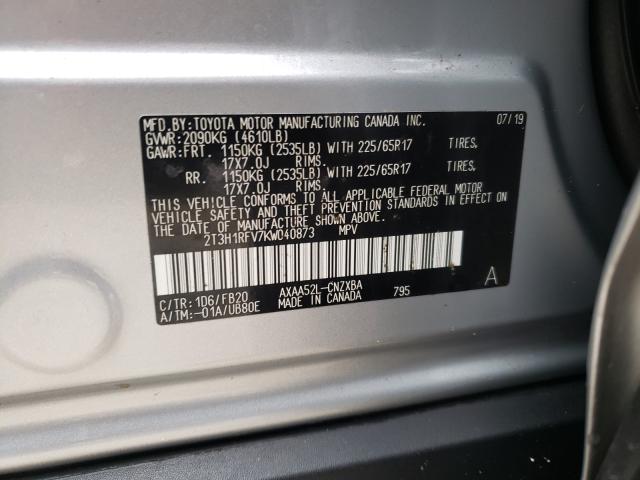 MFD.BY:TOYOTA MOTOR MANUFACTURING CANADA INC. 07/19
GVWR:2090KG (4610LB)
GAWR:FRT. 1150KG (2535LB) WITH 225/65R17 TIRES.
17X7.0J RIMS.
RR. 1150KG (2535LB) WITH 225/65R17 TIRES.
17X7.0J RIMS.
THIS VEHICLE CONFORMS TO ALL APPLICABLE FEDERAL MOTOR
VEHICLE SAFETY AND THEFT PREVENTION STANDARDS IN EFFECT ON
THE DATE OF MANUFACTURE SHOWN ABOVE.
2T3H1RFV7KW040873 MPV
C/TR:1D6/FB20 AXAA52L-CNZXBA 795 A
A/TM:-01A/UB80E MADE IN CANADA